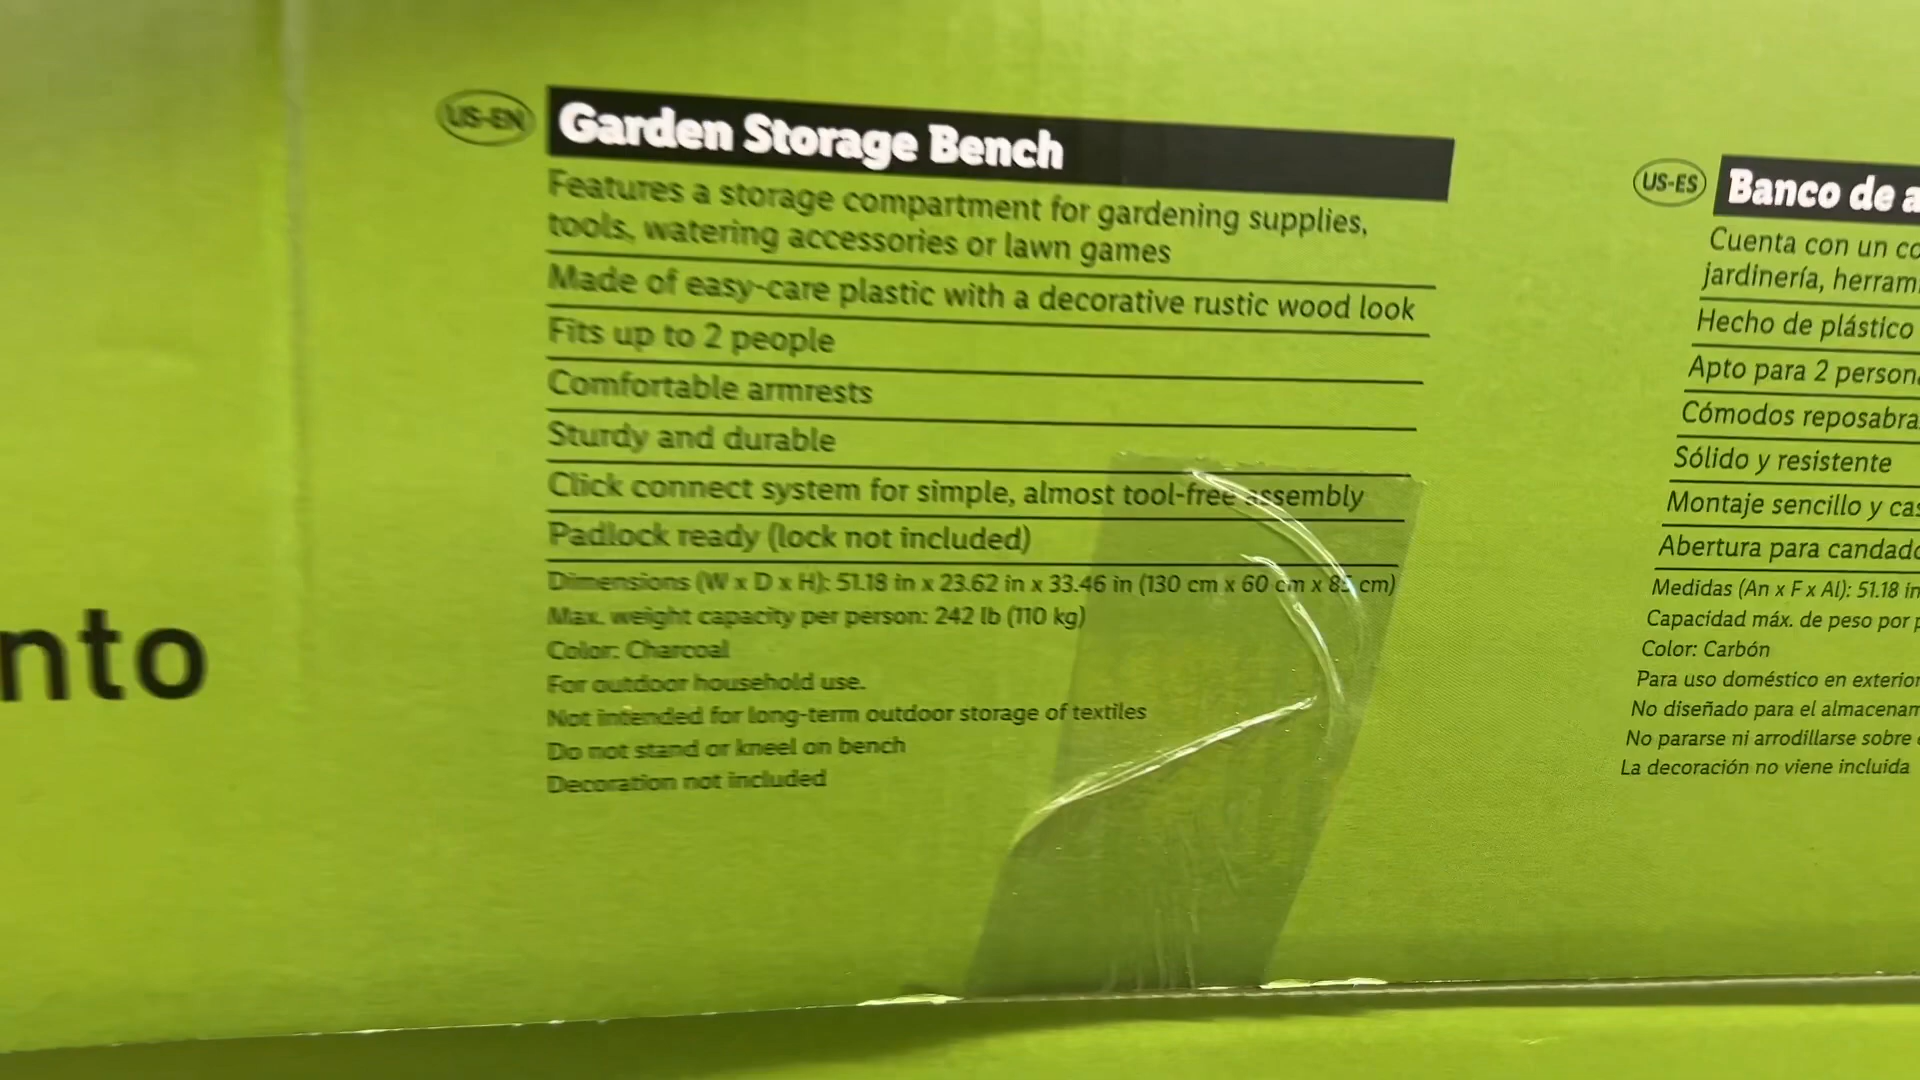 US-EN
Garden Storage Bench
Features a storage compartment for gardening supplies,
tools, watering accessories or lawn games
Made of easy-care plastic with a decorative rustic wood look
Fits up to 2 people
Comfortable armrests
Sturdy and durable
Click connect system for simple, almost tool-free assembly
Padlock ready (lock not included)
Dimensions (W x D x H): 51.18 in x 23.62 in x 33.46 in (130 cm x 60 cm x 85 cm)
Max. weight capacity per person: 242 lb (110 kg)
Color: Charcoal
For outdoor household use.
Not intended for long-term outdoor storage of textiles
Do not stand or kneel on bench
Decoration not included
nto
US-ES
Banco de a
Cuenta con un co
jardinería, herram
Hecho de plástico
Apto para 2 person
Cómodos reposabra
Sólido y resistente
Montaje sencillo y cas
Abertura para candado
Medidas (An x F x Al): 51.18 in
Capacidad máx. de peso por p
Color: Carbón
Para uso doméstico en exterior
No diseñado para el almacenam
No pararse ni arrodillarse sobre e
La decoración no viene incluida